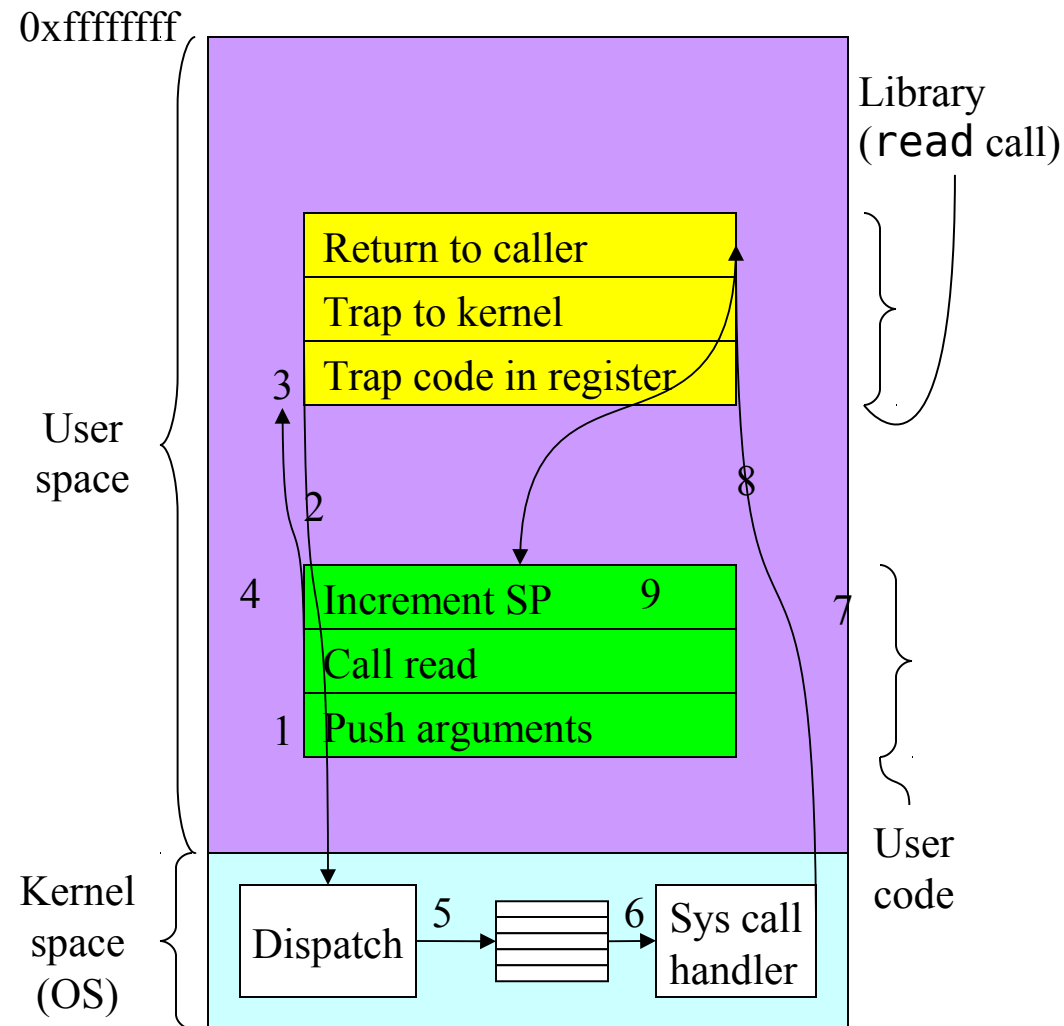 0xffffffff
Library
(read call)
Return to caller
Trap to kernel
3 Trap code in register
User
space
8
2
4 Increment SP 9 7
Call read
1 Push arguments
User
code
Kernel
space
(OS)
Dispatch
5
6
Sys call
handler